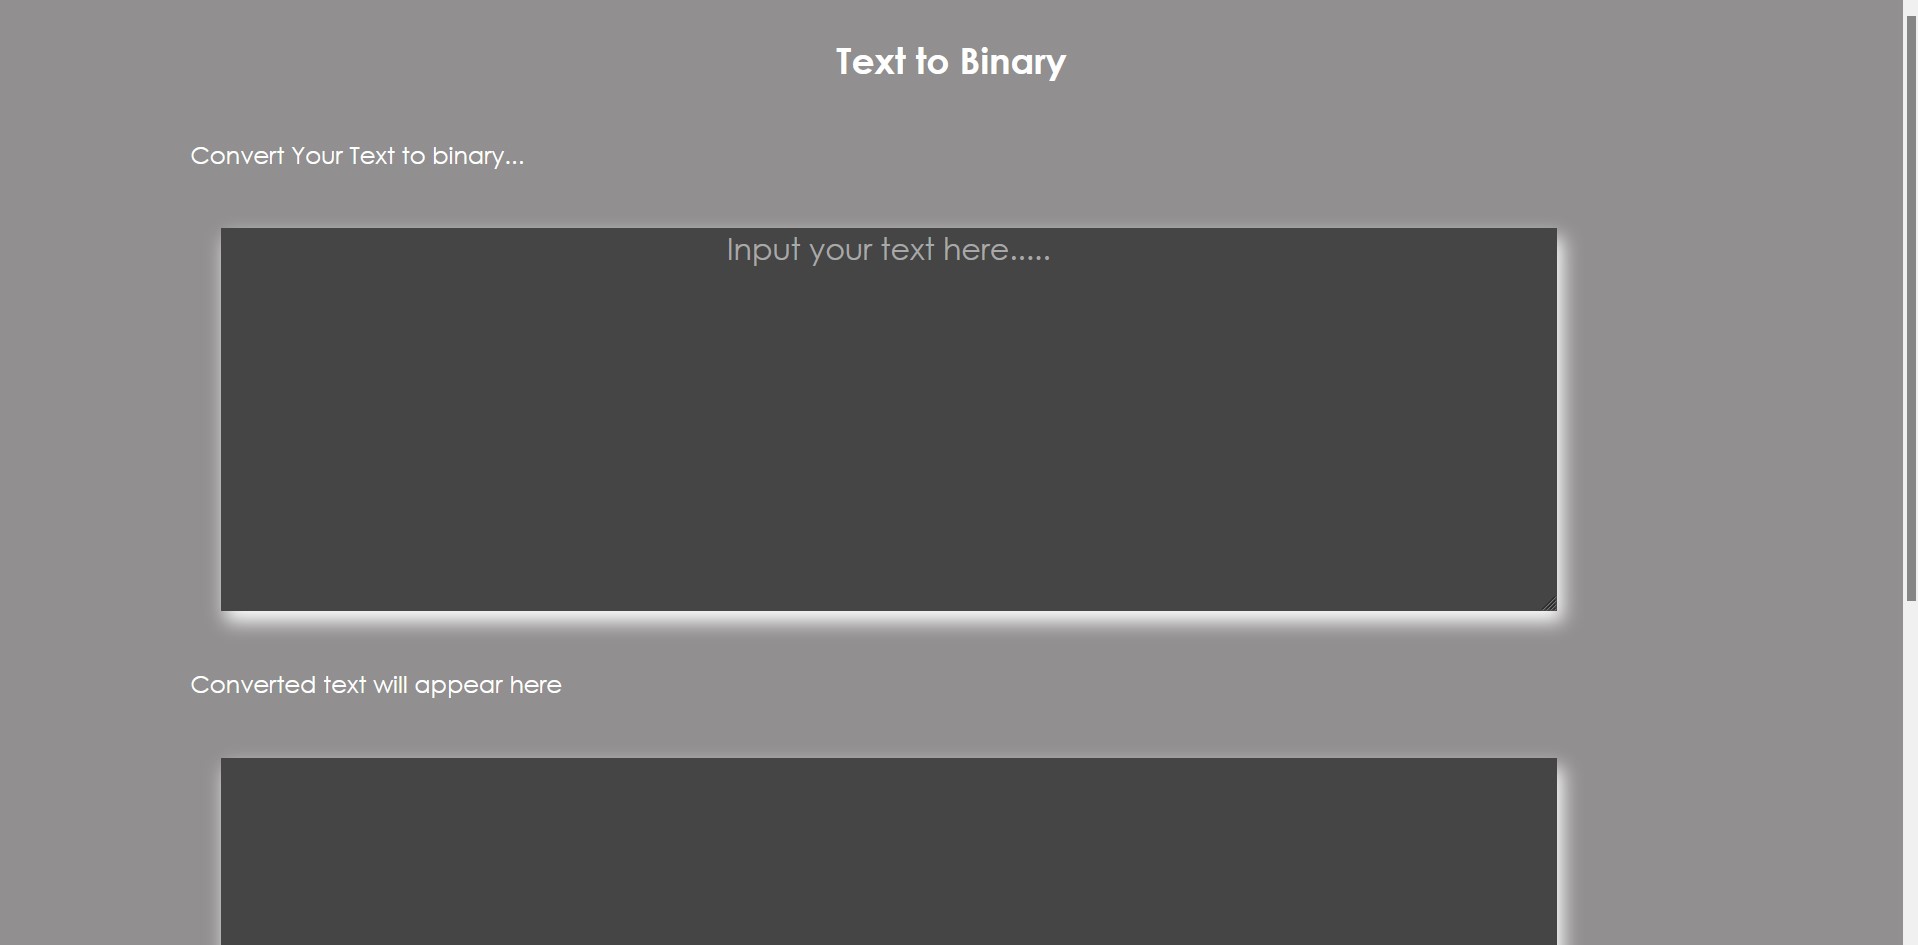 Text to Binary
Convert Your Text to binary...
Input your text here.....
Converted text will appear here